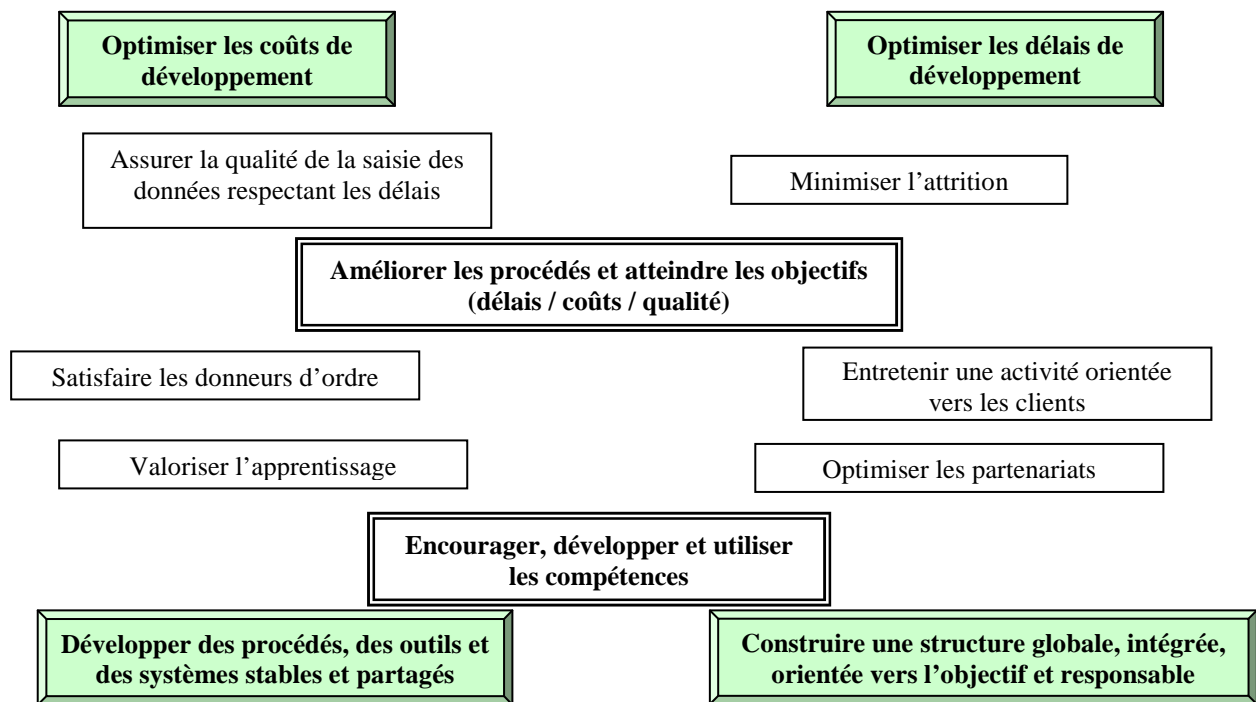 Optimiser les coûts de
développement
Optimiser les délais de
développement
Assurer la qualité de la saisie des
données respectant les délais
Minimiser l’attrition
Améliorer les procédés et atteindre les objectifs
(délais / coûts / qualité)
Satisfaire les donneurs d’ordre
Entretenir une activité orientée
vers les clients
Valoriser l’apprentissage
Optimiser les partenariats
Encourager, développer et utiliser
les compétences
Développer des procédés, des outils et
des systèmes stables et partagés
Construire une structure globale, intégrée,
orientée vers l’objectif et responsable